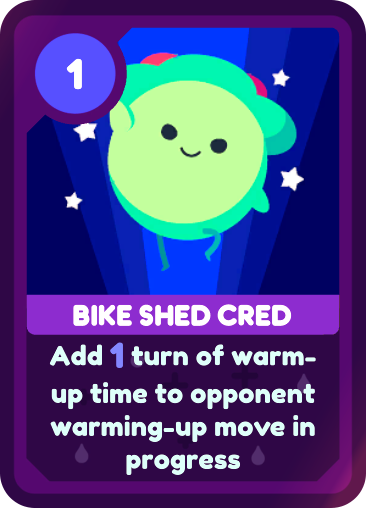 1
BIKE SHED CRED
Add 1 turn of warm-
up time to opponent
warming-up move in
progress